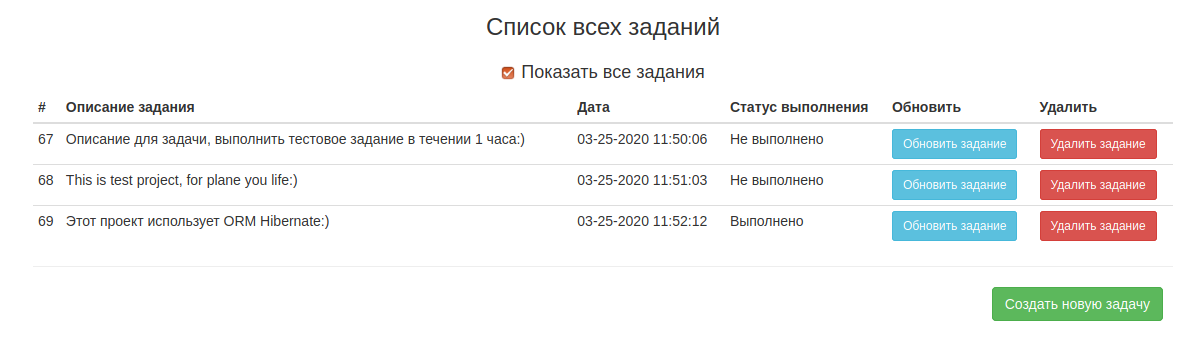 Список всех заданий
Показать все задания
# Описание задания Дата Статус выполнения Обновить Удалить
67 Описание для задачи, выполнить тестовое задание в течении 1 часа:) 03-25-2020 11:50:06 Не выполнено Обновить задание Удалить задание
68 This is test project, for plane you life:) 03-25-2020 11:51:03 Не выполнено Обновить задание Удалить задание
69 Этот проект использует ORM Hibernate:) 03-25-2020 11:52:12 Выполнено Обновить задание Удалить задание
Создать новую задачу